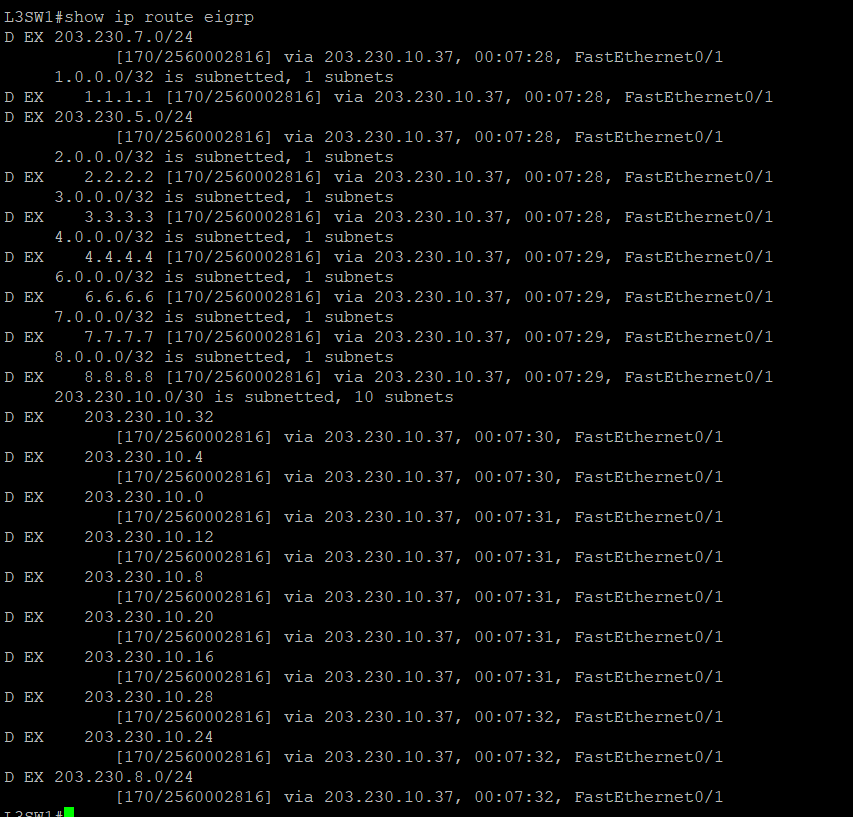 L3SW1#show ip route eigrp
D EX 203.230.7.0/24
           [170/2560002816] via 203.230.10.37, 00:07:28, FastEthernet0/1
     1.0.0.0/32 is subnetted, 1 subnets
D EX    1.1.1.1 [170/2560002816] via 203.230.10.37, 00:07:28, FastEthernet0/1
D EX 203.230.5.0/24
           [170/2560002816] via 203.230.10.37, 00:07:28, FastEthernet0/1
     2.0.0.0/32 is subnetted, 1 subnets
D EX    2.2.2.2 [170/2560002816] via 203.230.10.37, 00:07:28, FastEthernet0/1
     3.0.0.0/32 is subnetted, 1 subnets
D EX    3.3.3.3 [170/2560002816] via 203.230.10.37, 00:07:28, FastEthernet0/1
     4.0.0.0/32 is subnetted, 1 subnets
D EX    4.4.4.4 [170/2560002816] via 203.230.10.37, 00:07:29, FastEthernet0/1
     6.0.0.0/32 is subnetted, 1 subnets
D EX    6.6.6.6 [170/2560002816] via 203.230.10.37, 00:07:29, FastEthernet0/1
     7.0.0.0/32 is subnetted, 1 subnets
D EX    7.7.7.7 [170/2560002816] via 203.230.10.37, 00:07:29, FastEthernet0/1
     8.0.0.0/32 is subnetted, 1 subnets
D EX    8.8.8.8 [170/2560002816] via 203.230.10.37, 00:07:29, FastEthernet0/1
     203.230.10.0/30 is subnetted, 10 subnets
D EX    203.230.10.32
           [170/2560002816] via 203.230.10.37, 00:07:30, FastEthernet0/1
D EX    203.230.10.4
           [170/2560002816] via 203.230.10.37, 00:07:30, FastEthernet0/1
D EX    203.230.10.0
           [170/2560002816] via 203.230.10.37, 00:07:31, FastEthernet0/1
D EX    203.230.10.12
           [170/2560002816] via 203.230.10.37, 00:07:31, FastEthernet0/1
D EX    203.230.10.8
           [170/2560002816] via 203.230.10.37, 00:07:31, FastEthernet0/1
D EX    203.230.10.20
           [170/2560002816] via 203.230.10.37, 00:07:31, FastEthernet0/1
D EX    203.230.10.16
           [170/2560002816] via 203.230.10.37, 00:07:31, FastEthernet0/1
D EX    203.230.10.28
           [170/2560002816] via 203.230.10.37, 00:07:32, FastEthernet0/1
D EX    203.230.10.24
           [170/2560002816] via 203.230.10.37, 00:07:32, FastEthernet0/1
D EX 203.230.8.0/24
           [170/2560002816] via 203.230.10.37, 00:07:32, FastEthernet0/1
L3SW1#